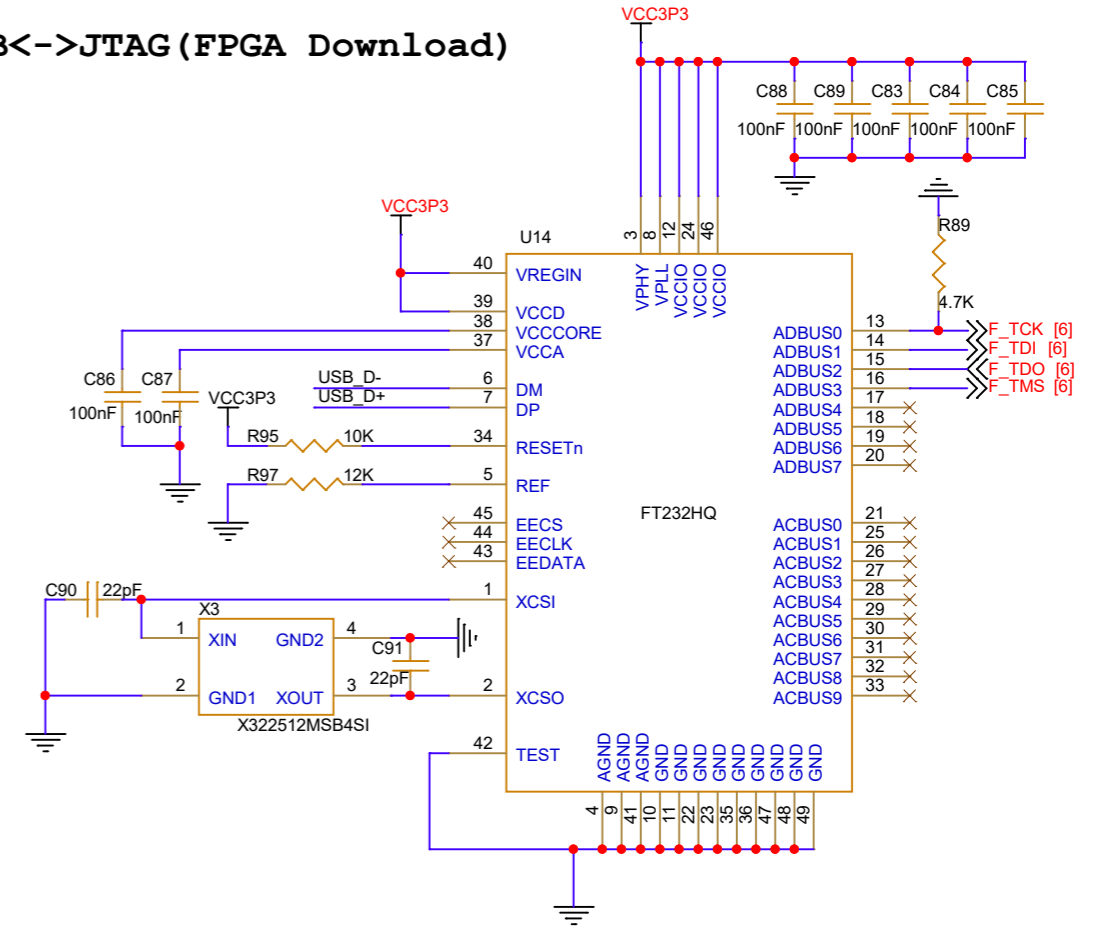 B<->JTAG(FPGA Download)
VCC3P3
C88
C89
C83
C84
C85
100nF
100nF
100nF
100nF
100nF
VCC3P3
U14
3
8
12
24
46
VPHY
VPLL
VCCIO
VCCIO
VCCIO
R89
4.7K
40
VREGIN
39
VCCD
38
VCCCORE
37
VCCA
C86
C87
100nF
100nF
USB_D-
6
DM
USB_D+
7
DP
VCC3P3
R95
10K
34
RESETn
R97
12K
5
REF
FT232HQ
45
EECS
44
EECLK
43
EEDATA
1
XCSI
C90
22pF
X3
1
XIN
GND2
4
C91
22pF
2
GND1
XOUT
3
X322512MSB4SI
2
XCSO
42
TEST
ADBUS0
13
F_TCK [6]
ADBUS1
14
F_TDI [6]
ADBUS2
15
F_TDO [6]
ADBUS3
16
F_TMS [6]
ADBUS4
17
ADBUS5
18
ADBUS6
19
ADBUS7
20
ACBUS0
21
ACBUS1
25
ACBUS2
26
ACBUS3
27
ACBUS4
28
ACBUS5
29
ACBUS6
30
ACBUS7
31
ACBUS8
32
ACBUS9
33
AGND
AGND
AGND
GND
GND
GND
GND
GND
GND
GND
GND
GND
4
9
41
10
11
22
23
35
36
47
48
49